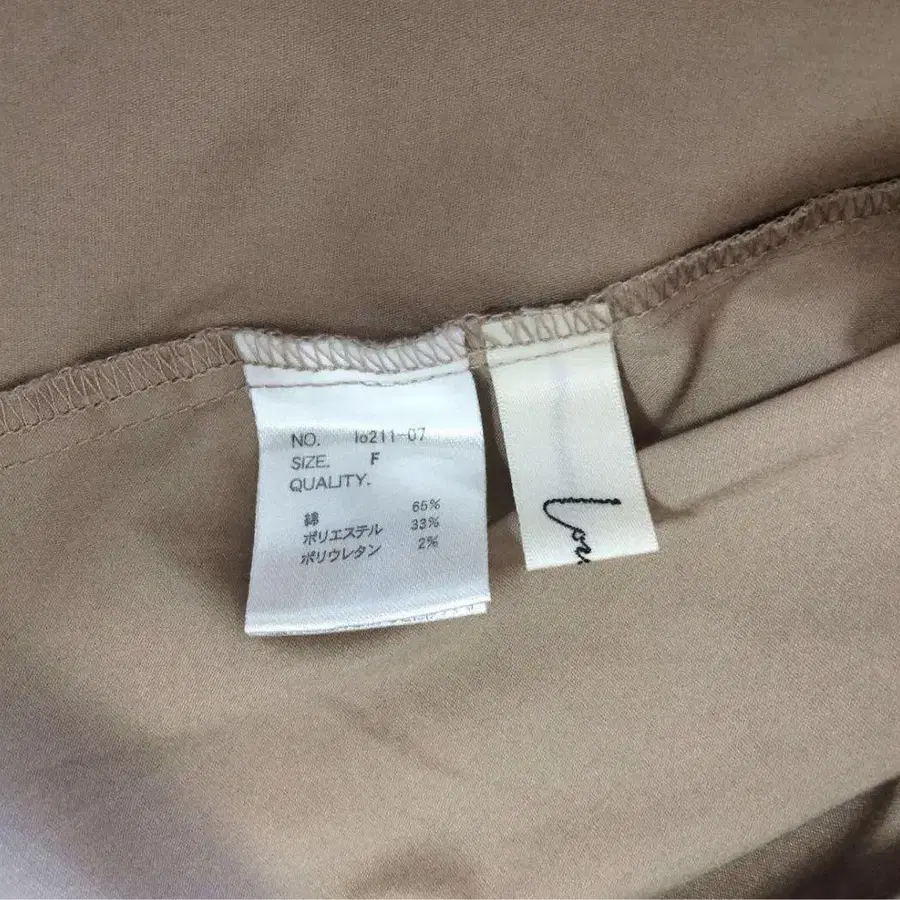 NO. lo211-07
SIZE. F
QUALITY.
綿 65%
ポリエステル 33%
ポリウレタン 2%